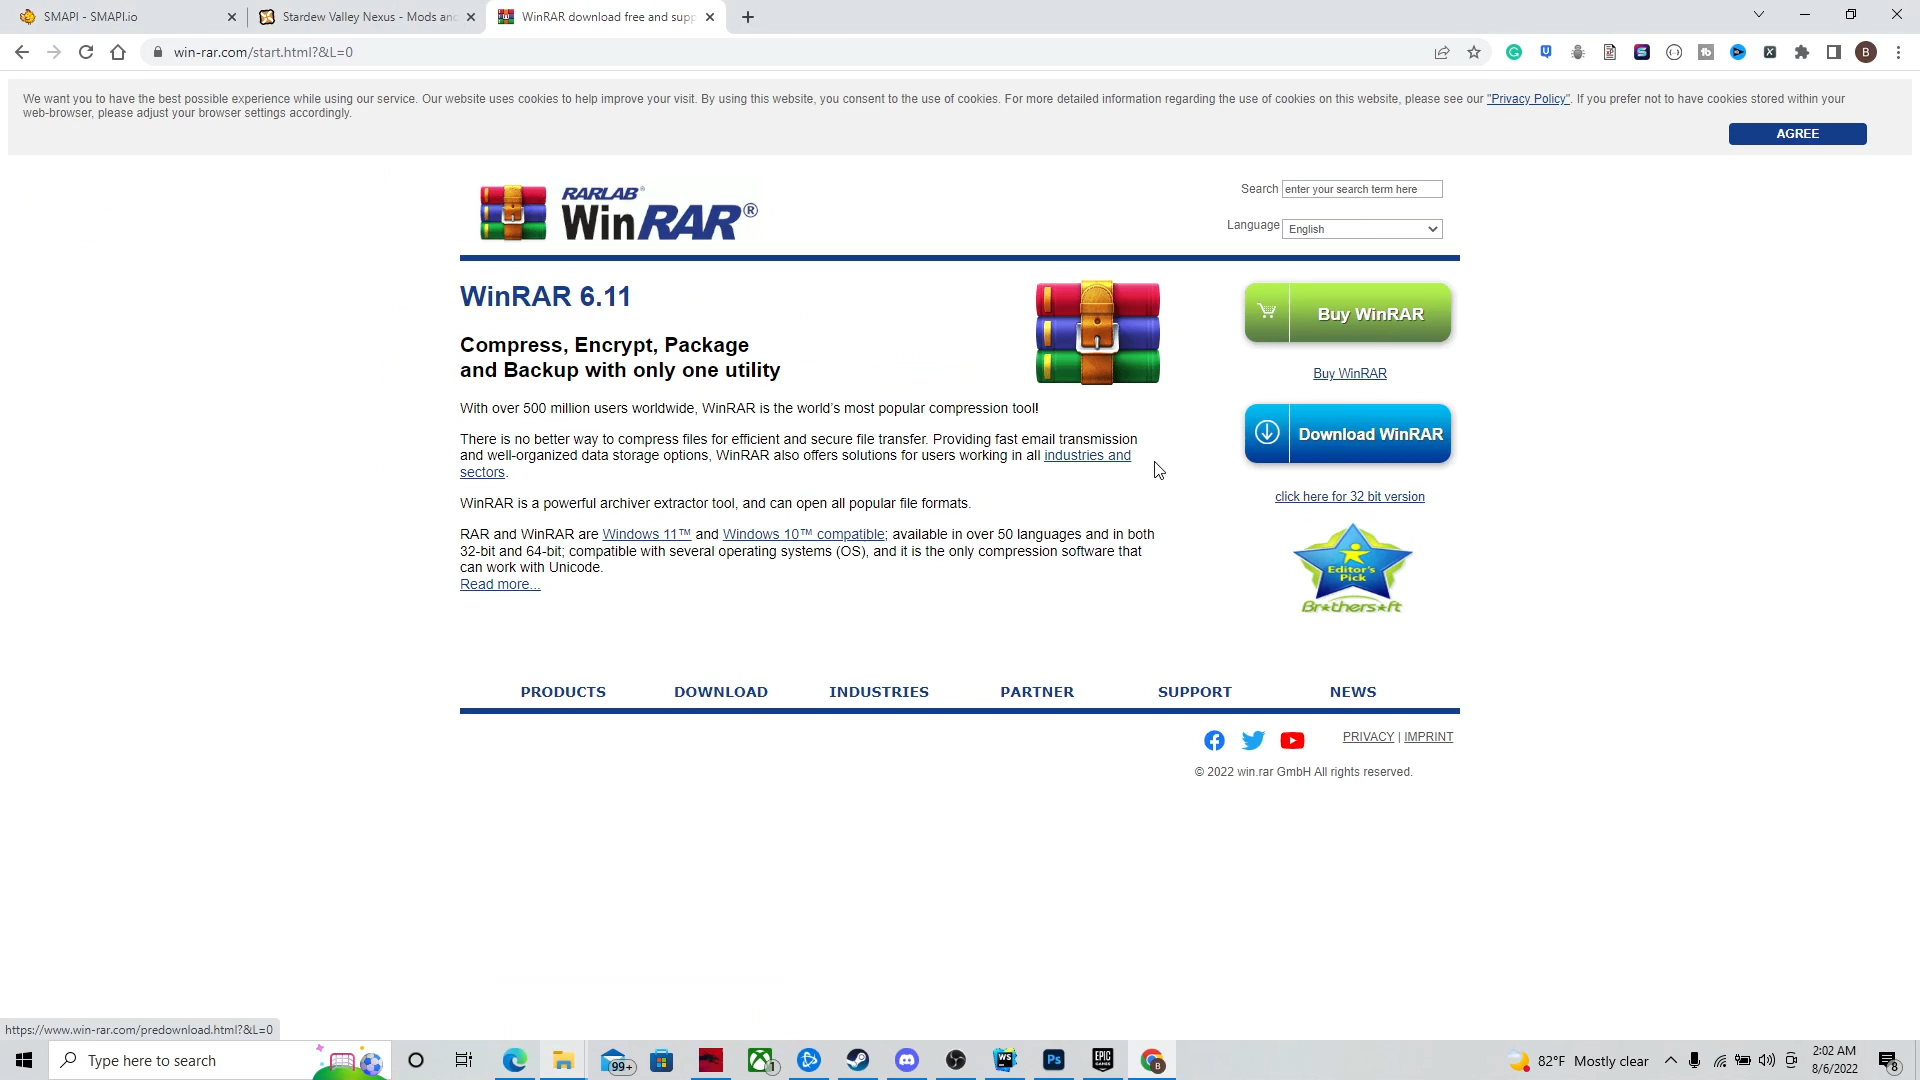 SMAPI - SMAPI.io
Stardew Valley Nexus - Mods and
WinRAR download free and supp
win-rar.com/start.html?&L=0
B
We want you to have the best possible experience while using our service. Our website uses cookies to help improve your visit. By using this website, you consent to the use of cookies. For more detailed information regarding the use of cookies on this website, please see our "Privacy Policy". If you prefer not to have cookies stored within your
web-browser, please adjust your browser settings accordingly.
AGREE
RARLAB®
WinRAR®
Search enter your search term here
Language English
WinRAR 6.11
Compress, Encrypt, Package
and Backup with only one utility
With over 500 million users worldwide, WinRAR is the world's most popular compression tool!
There is no better way to compress files for efficient and secure file transfer. Providing fast email transmission
and well-organized data storage options, WinRAR also offers solutions for users working in all industries and
sectors.
WinRAR is a powerful archiver extractor tool, and can open all popular file formats.
RAR and WinRAR are Windows 11™ and Windows 10™ compatible; available in over 50 languages and in both
32-bit and 64-bit; compatible with several operating systems (OS), and it is the only compression software that
can work with Unicode.
Read more...
Buy WinRAR
Buy WinRAR
Download WinRAR
click here for 32 bit version
Editor's
Pick
Br★thers★ft
PRODUCTS
DOWNLOAD
INDUSTRIES
PARTNER
SUPPORT
NEWS
PRIVACY | IMPRINT
© 2022 win.rar GmbH All rights reserved.
https://www.win-rar.com/predownload.html?&L=0
Type here to search
99+
1
WS
Ps
EPIC
GAMES
B
82°F Mostly clear
2:02 AM
8/6/2022
8